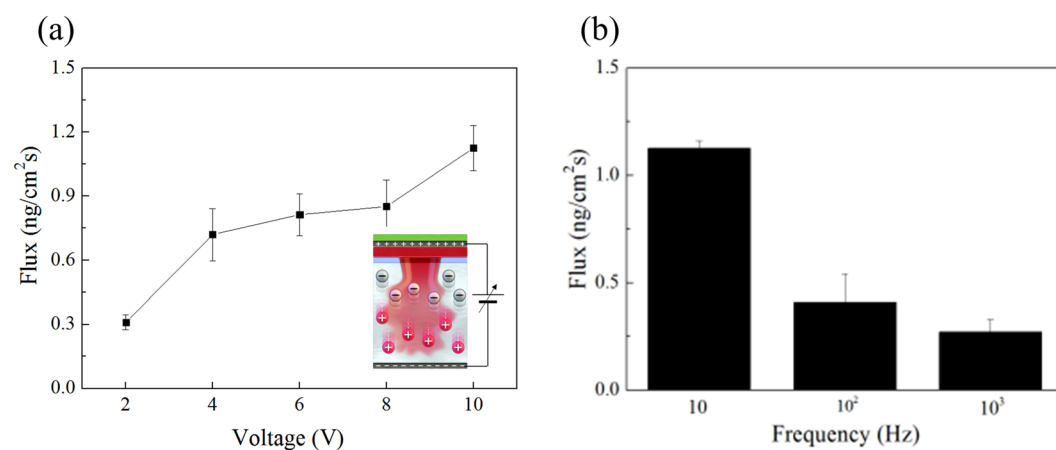 (a)
1.5
1.2
0.9
0.6
0.3
0.0
Flux (ng/cm²s)
2 4 6 8 10
Voltage (V)
(b)
1.5
1.0
0.5
0.0
Flux (ng/cm²s)
10 10² 10³
Frequency (Hz)